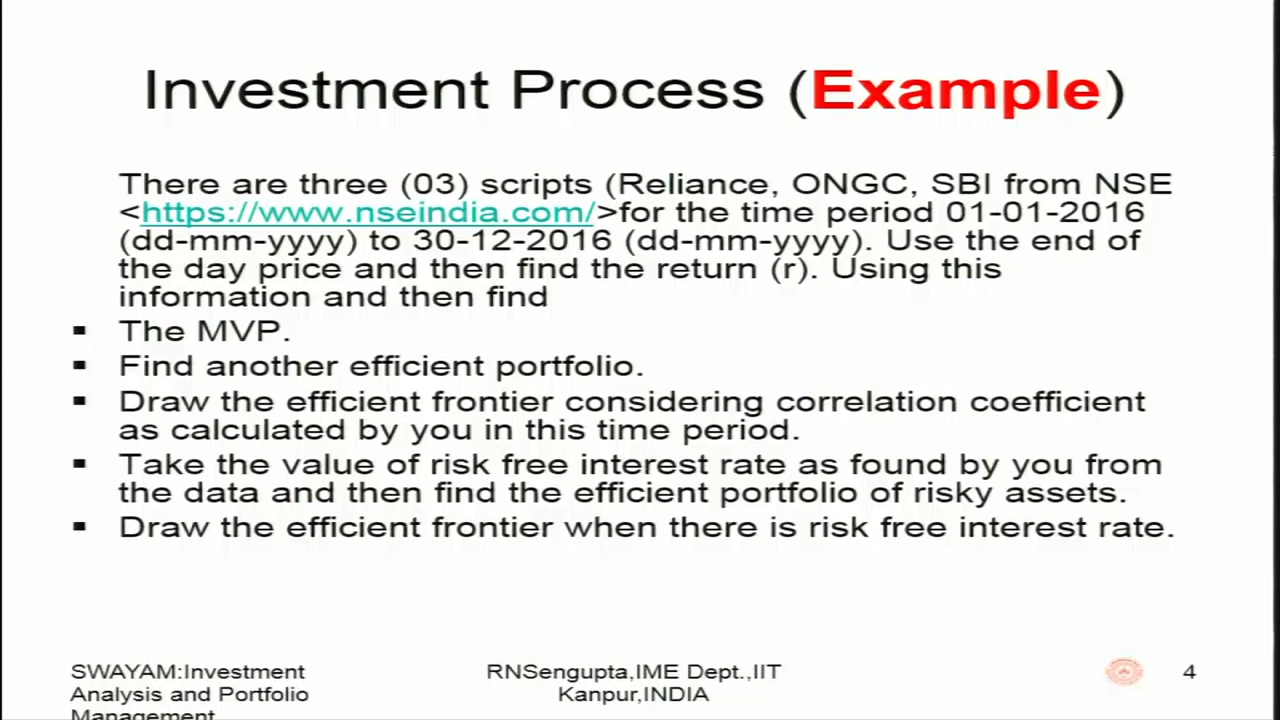 Investment Process (Example)
There are three (03) scripts (Reliance, ONGC, SBI from NSE
<https://www.nseindia.com/>for the time period 01-01-2016
(dd-mm-yyyy) to 30-12-2016 (dd-mm-yyyy). Use the end of
the day price and then find the return (r). Using this
information and then find
▪ The MVP.
▪ Find another efficient portfolio.
▪ Draw the efficient frontier considering correlation coefficient
as calculated by you in this time period.
▪ Take the value of risk free interest rate as found by you from
the data and then find the efficient portfolio of risky assets.
▪ Draw the efficient frontier when there is risk free interest rate.
SWAYAM:Investment
Analysis and Portfolio
Management
RNSengupta,IME Dept.,IIT
Kanpur,INDIA
4